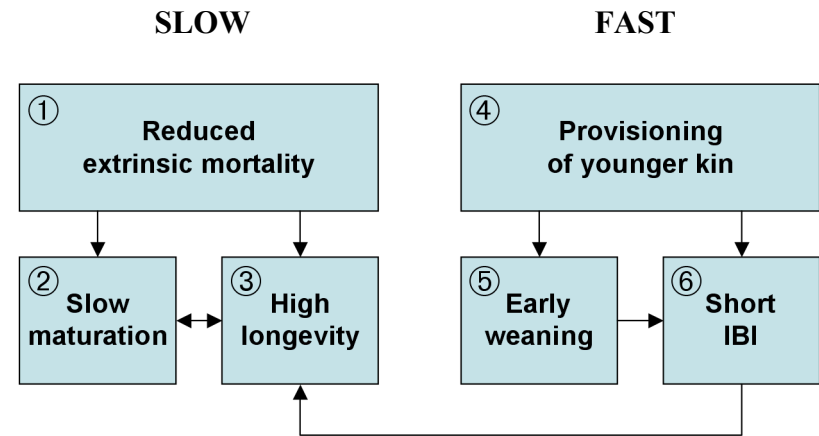 SLOW
FAST
①
Reduced
extrinsic mortality
④
Provisioning
of younger kin
②
Slow
maturation
③
High
longevity
⑤
Early
weaning
⑥
Short
IBI